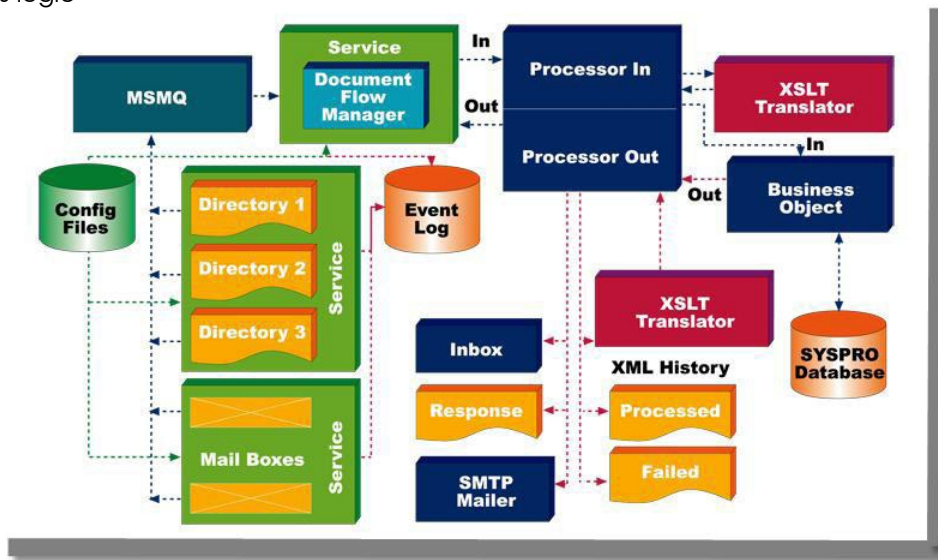 logic
Service
Document
Flow
Manager
MSMQ
In
Out
Processor In
Processor Out
XSLT
Translator
In
Out
Business
Object
Config
Files
Directory 1
Directory 2
Directory 3
Service
Event
Log
XSLT
Translator
SYSPRO
Database
Inbox
XML History
Response
Processed
Mail Boxes
Service
SMTP
Mailer
Failed